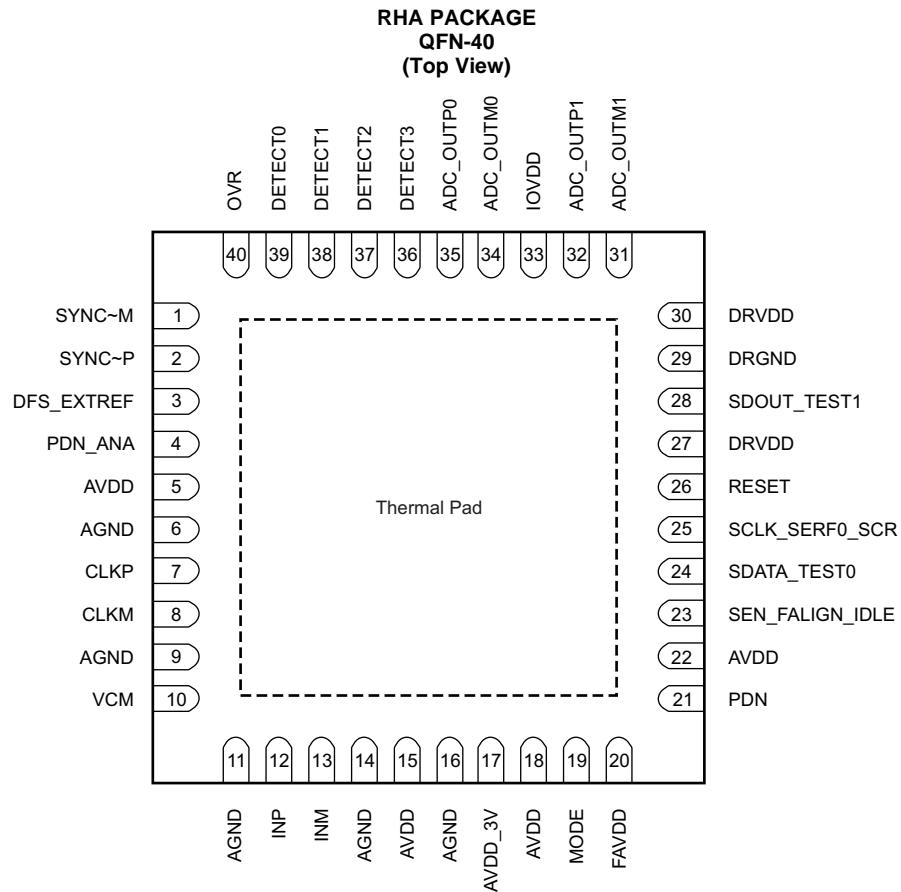 RHA PACKAGE
QFN-40
(Top View)
OVR
DETECT0
DETECT1
DETECT2
DETECT3
ADC_OUTP0
ADC_OUTM0
IOVDD
ADC_OUTP1
ADC_OUTM1
40 39 38 37 36 35 34 33 32 31
SYNC~M 1 30 DRVDD
SYNC~P 2 29 DRGND
DFS_EXTREF 3 28 SDOUT_TEST1
PDN_ANA 4 27 DRVDD
AVDD 5 26 RESET
Thermal Pad
AGND 6 25 SCLK_SERF0_SCR
CLKP 7 24 SDATA_TEST0
CLKM 8 23 SEN_FALIGN_IDLE
AGND 9 22 AVDD
VCM 10 21 PDN
11 12 13 14 15 16 17 18 19 20
AGND
INP
INM
AGND
AVDD
AGND
AVDD_3V
AVDD
MODE
FAVDD